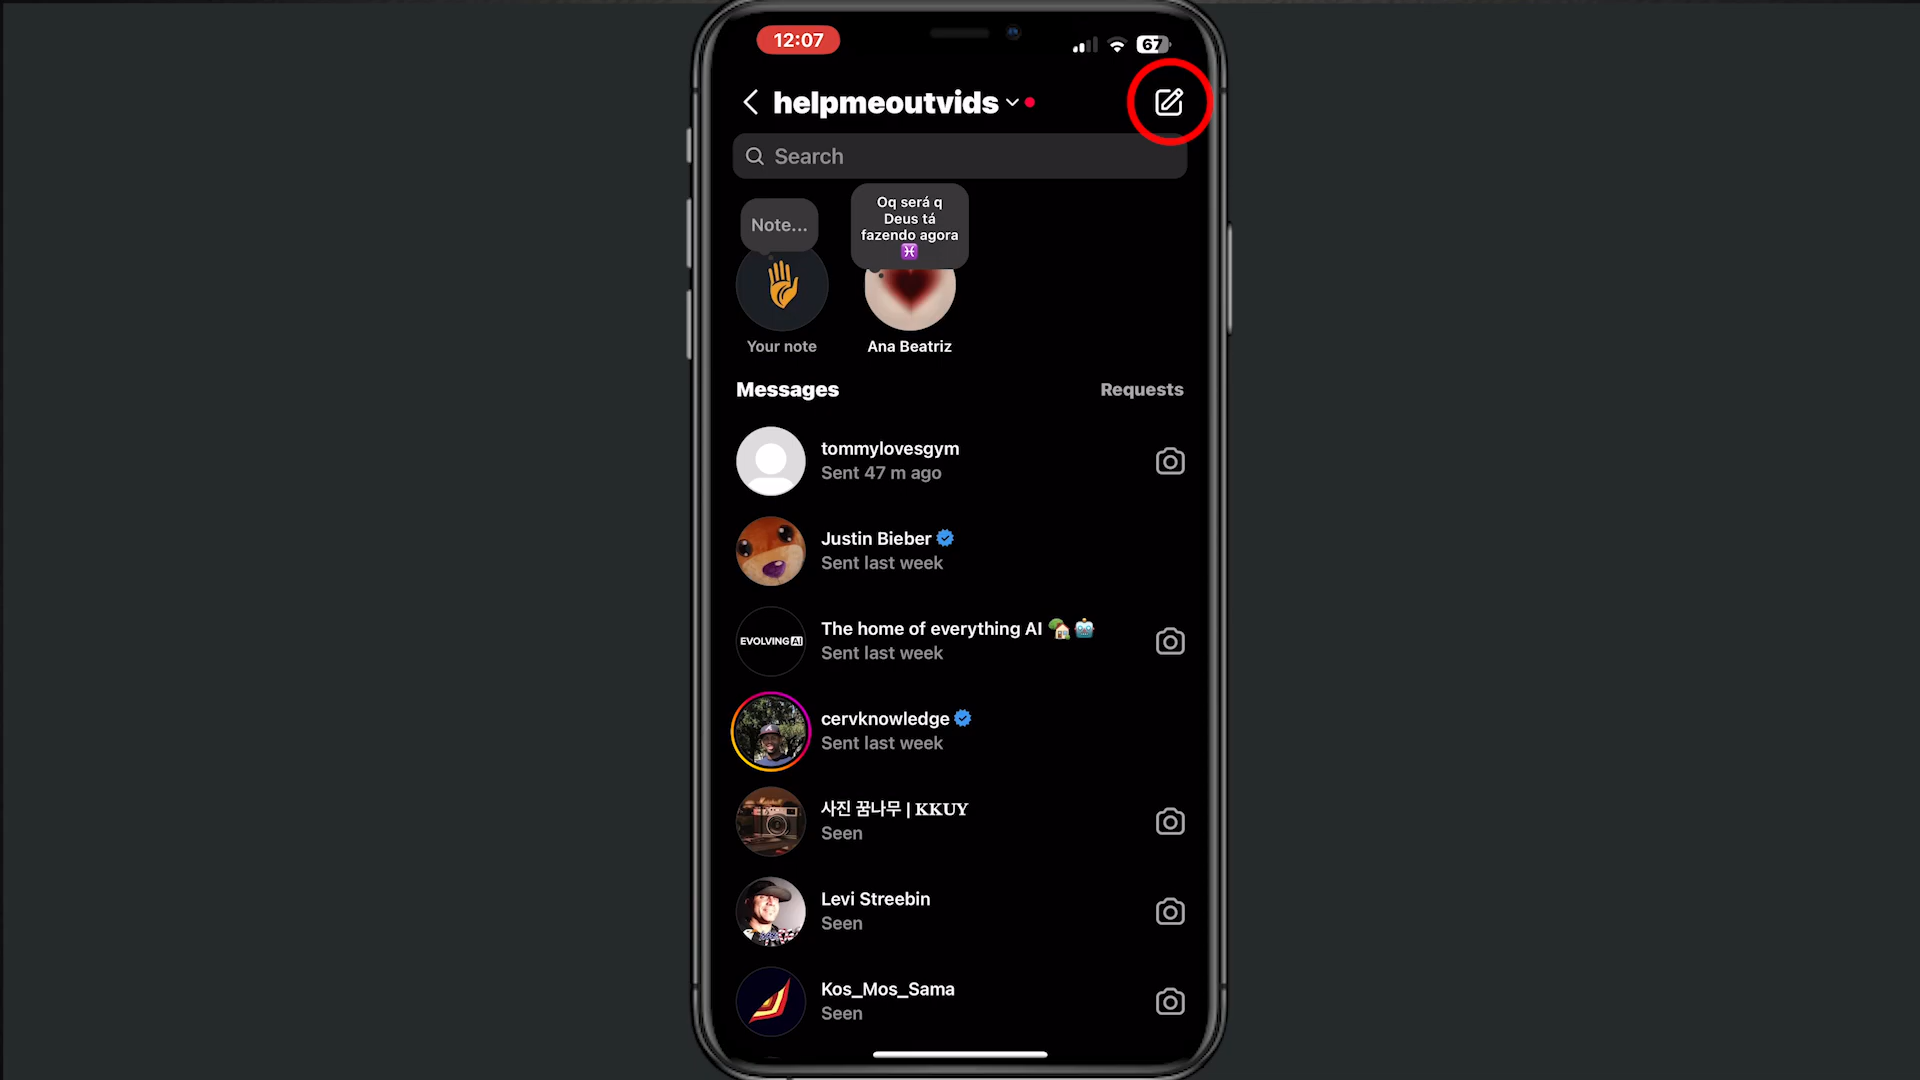 12:07
67
helpmeoutvids
Search
Note...
Oq será q
Deus tá
fazendo agora
♓
Your note
Ana Beatriz
Messages
Requests
tommylovesgym
Sent 47 m ago
Justin Bieber
Sent last week
EVOLVING AI
The home of everything AI 🏡🤖
Sent last week
cervknowledge
Sent last week
사진 꿈나무 | KKUY
Seen
Levi Streebin
Seen
Kos_Mos_Sama
Seen